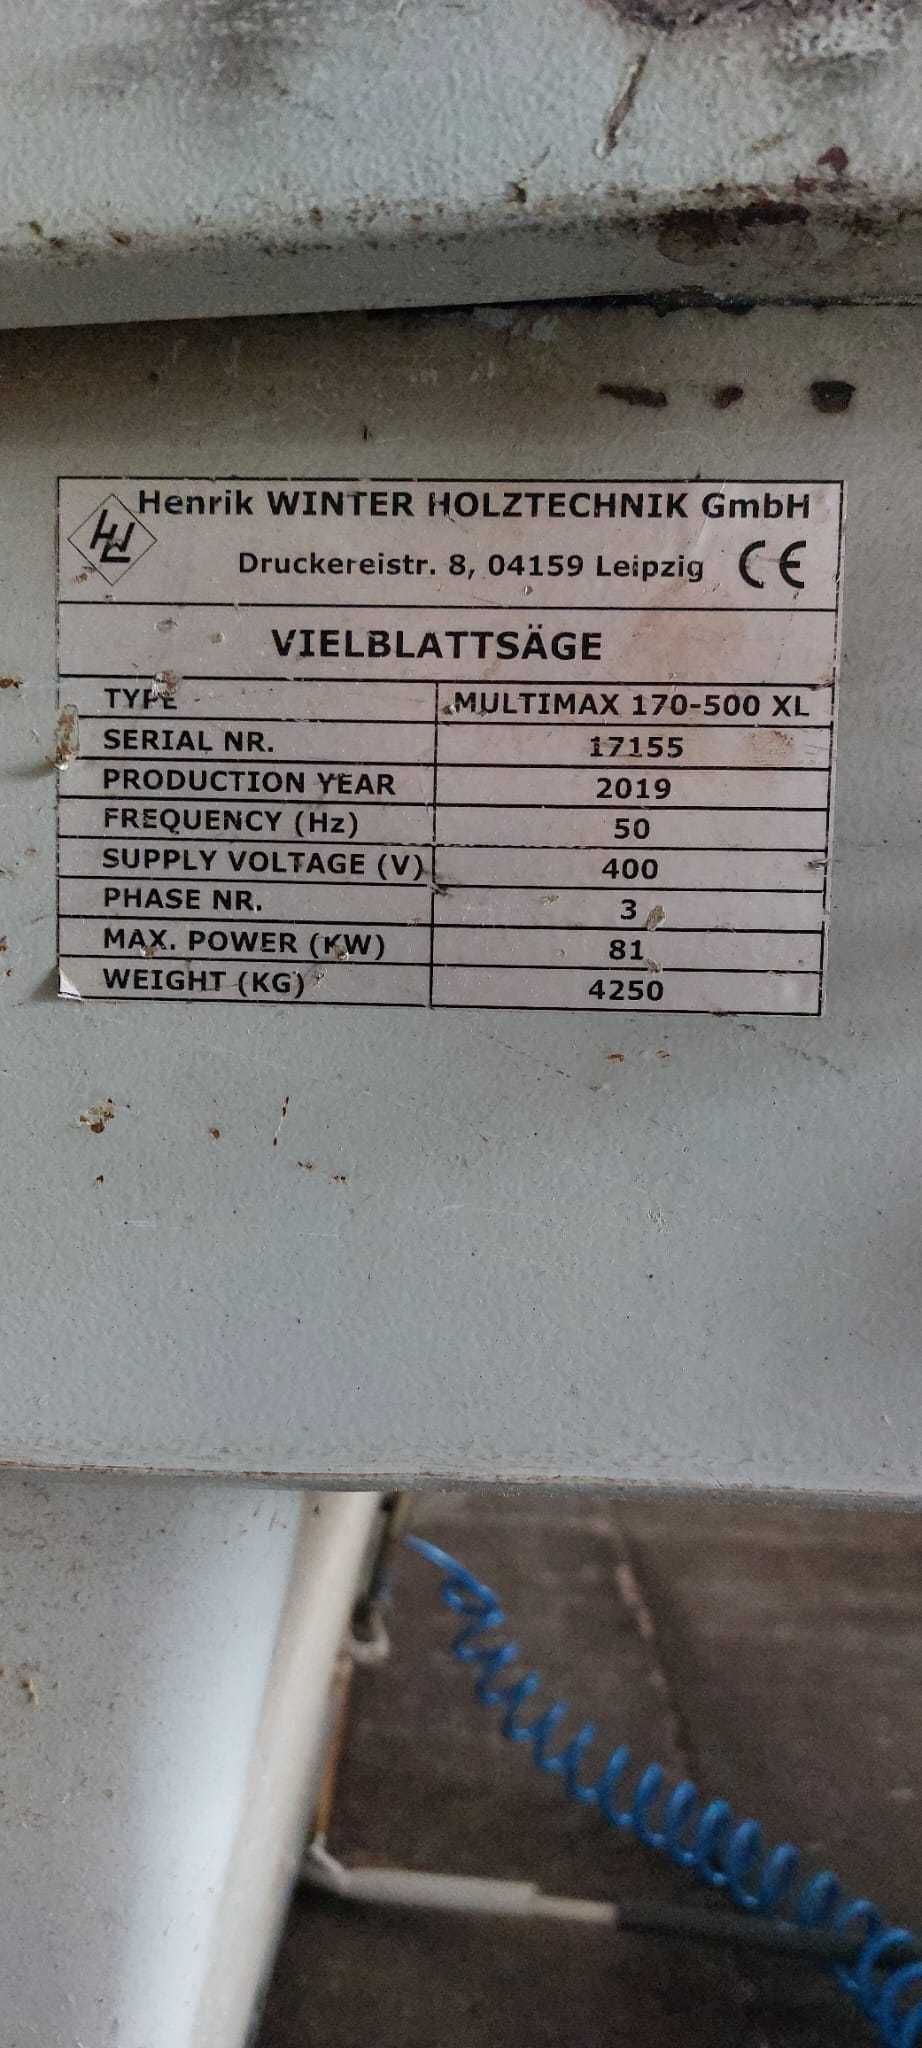 Henrik WINTER HOLZTECHNIK GmbH
Druckereistr. 8, 04159 Leipzig CE
VIELBLATTSÄGE
TYPE MULTIMAX 170-500 XL
SERIAL NR. 17155
PRODUCTION YEAR 2019
FREQUENCY (Hz) 50
SUPPLY VOLTAGE (V) 400
PHASE NR. 3
MAX. POWER (KW) 81
WEIGHT (KG) 4250